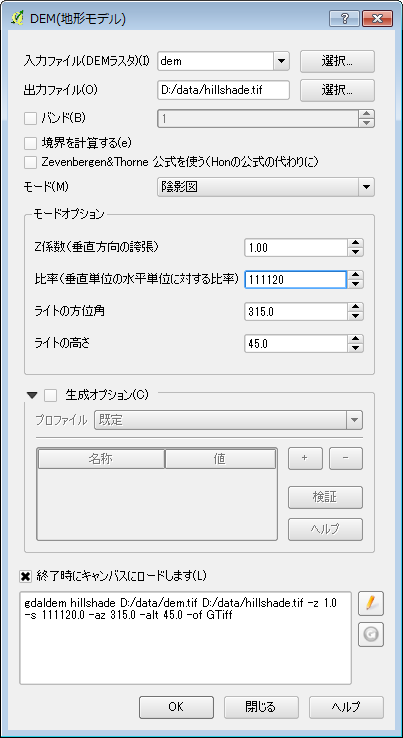 DEM(地形モデル)
入力ファイル(DEMラスタ)(I) dem 選択...
出力ファイル(O) D:/data/hillshade.tif 選択...
バンド(B) 1
境界を計算する(e)
Zevenbergen&Thorne 公式を使う(Honの公式の代わりに)
モード(M) 陰影図
モードオプション
Z係数(垂直方向の誇張) 1.00
比率(垂直単位の水平単位に対する比率) 111120
ライトの方位角 315.0
ライトの高さ 45.0
生成オプション(C)
プロファイル 既定
名称 値 + -
検証
ヘルプ
終了時にキャンバスにロードします(L)
gdaldem hillshade D:/data/dem.tif D:/data/hillshade.tif -z 1.0
-s 111120.0 -az 315.0 -alt 45.0 -of GTiff
OK 閉じる ヘルプ